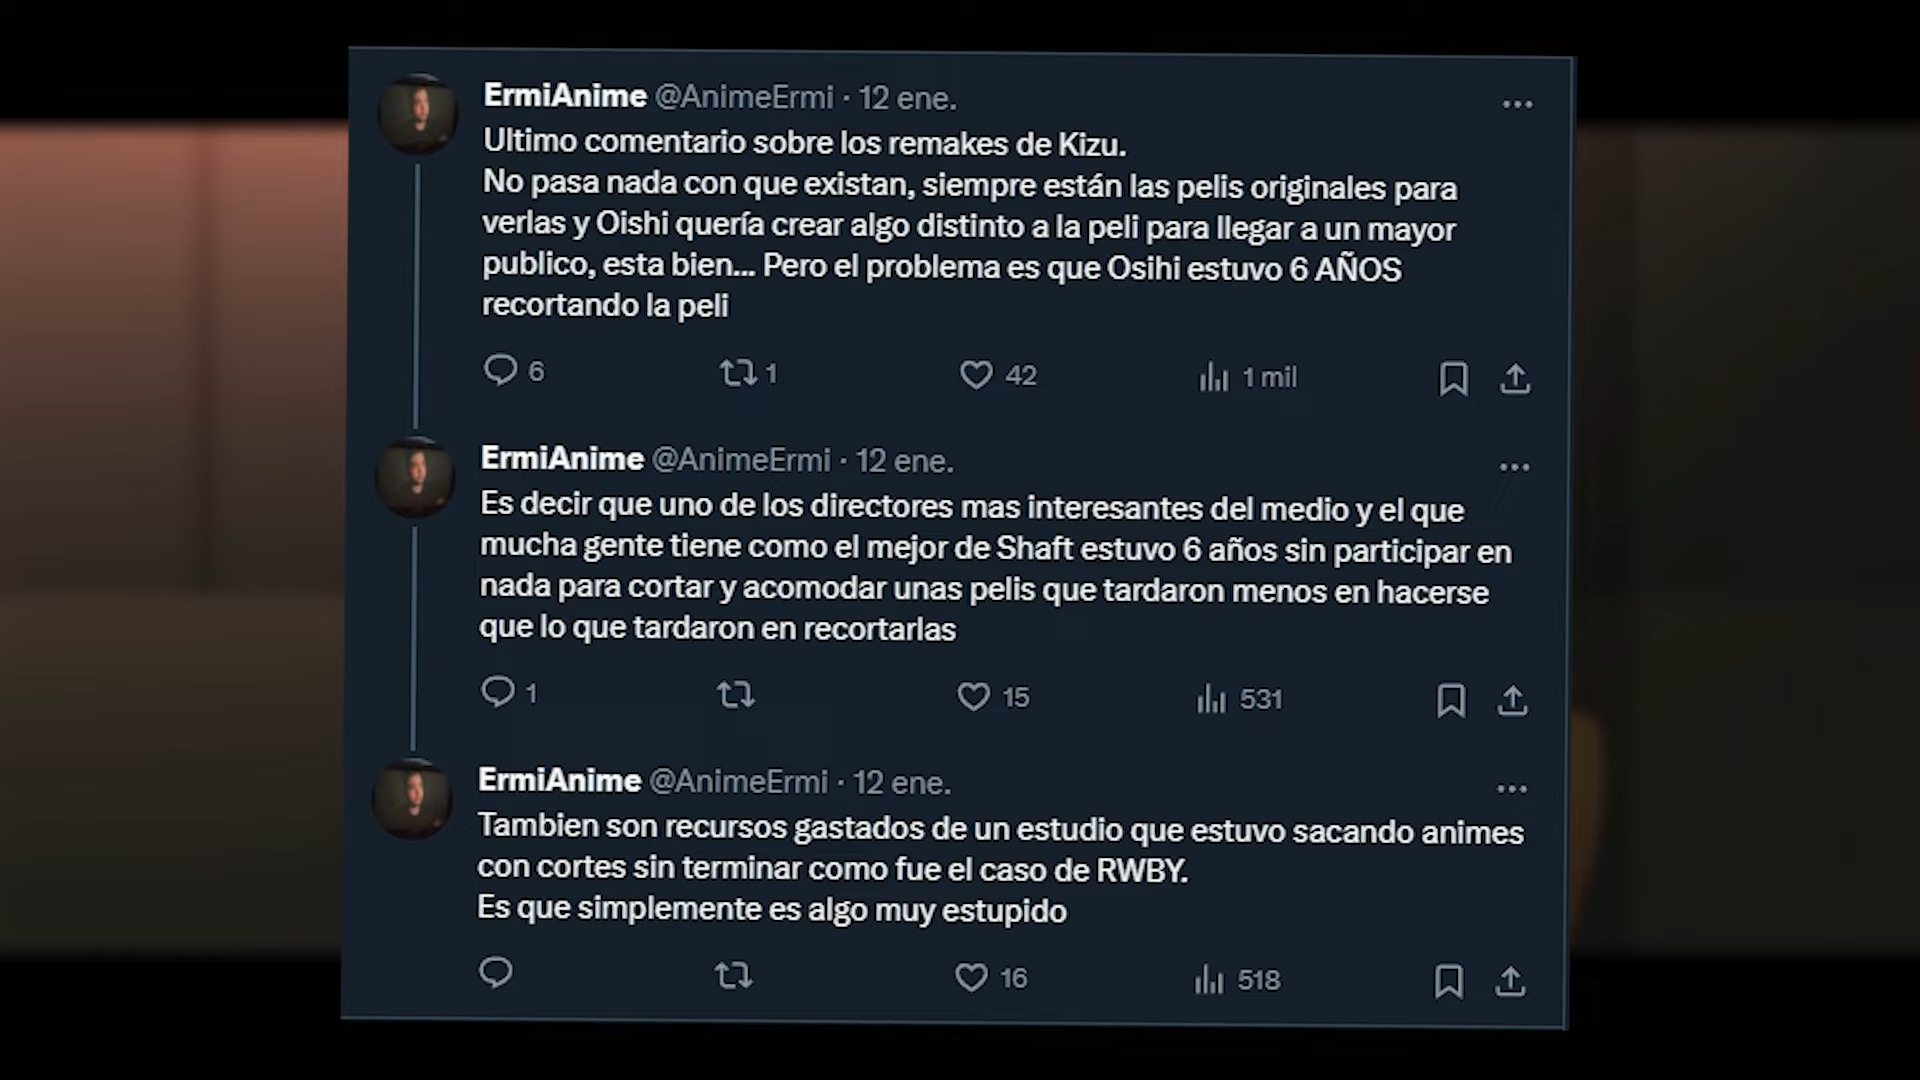 ErmiAnime @AnimeErmi · 12 ene.
Ultimo comentario sobre los remakes de Kizu.
No pasa nada con que existan, siempre están las pelis originales para
verlas y Oishi quería crear algo distinto a la peli para llegar a un mayor
publico, esta bien... Pero el problema es que Osihi estuvo 6 AÑOS
recortando la peli
6 1 42 1 mil
ErmiAnime @AnimeErmi · 12 ene.
Es decir que uno de los directores mas interesantes del medio y el que
mucha gente tiene como el mejor de Shaft estuvo 6 años sin participar en
nada para cortar y acomodar unas pelis que tardaron menos en hacerse
que lo que tardaron en recortarlas
1 15 531
ErmiAnime @AnimeErmi · 12 ene.
Tambien son recursos gastados de un estudio que estuvo sacando animes
con cortes sin terminar como fue el caso de RWBY.
Es que simplemente es algo muy estupido
16 518